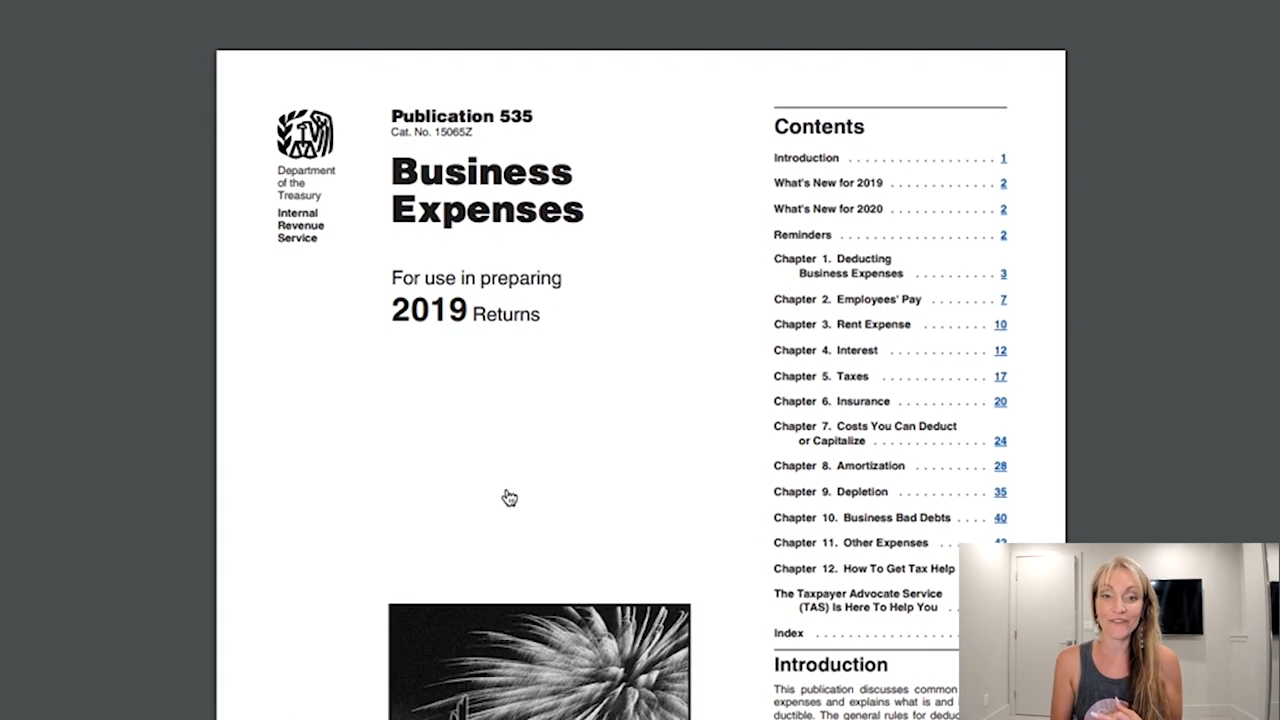 Department
of the
Treasury
Internal
Revenue
Service
Publication 535
Cat. No. 15065Z
Business
Expenses
For use in preparing
2019 Returns
Contents
Introduction . . . . . . . . . . . . . . . . . . . 1
What's New for 2019 . . . . . . . . . . . . . 2
What's New for 2020 . . . . . . . . . . . . . 2
Reminders . . . . . . . . . . . . . . . . . . . . 2
Chapter 1. Deducting
Business Expenses . . . . . . . . . 3
Chapter 2. Employees' Pay . . . . . . . 7
Chapter 3. Rent Expense . . . . . . . . 10
Chapter 4. Interest . . . . . . . . . . . . 12
Chapter 5. Taxes . . . . . . . . . . . . . 17
Chapter 6. Insurance . . . . . . . . . . . 20
Chapter 7. Costs You Can Deduct
or Capitalize . . . . . . . . . . . . . . 24
Chapter 8. Amortization . . . . . . . . . 28
Chapter 9. Depletion . . . . . . . . . . . 35
Chapter 10. Business Bad Debts . . . . 40
Chapter 11. Other Expenses . .
Chapter 12. How To Get Tax Help
The Taxpayer Advocate Service
(TAS) Is Here To Help You .
Index . . . . . . . . . . . . . . . . .
Introduction
This publication discusses common
expenses and explains what is and
ductible. The general rules for